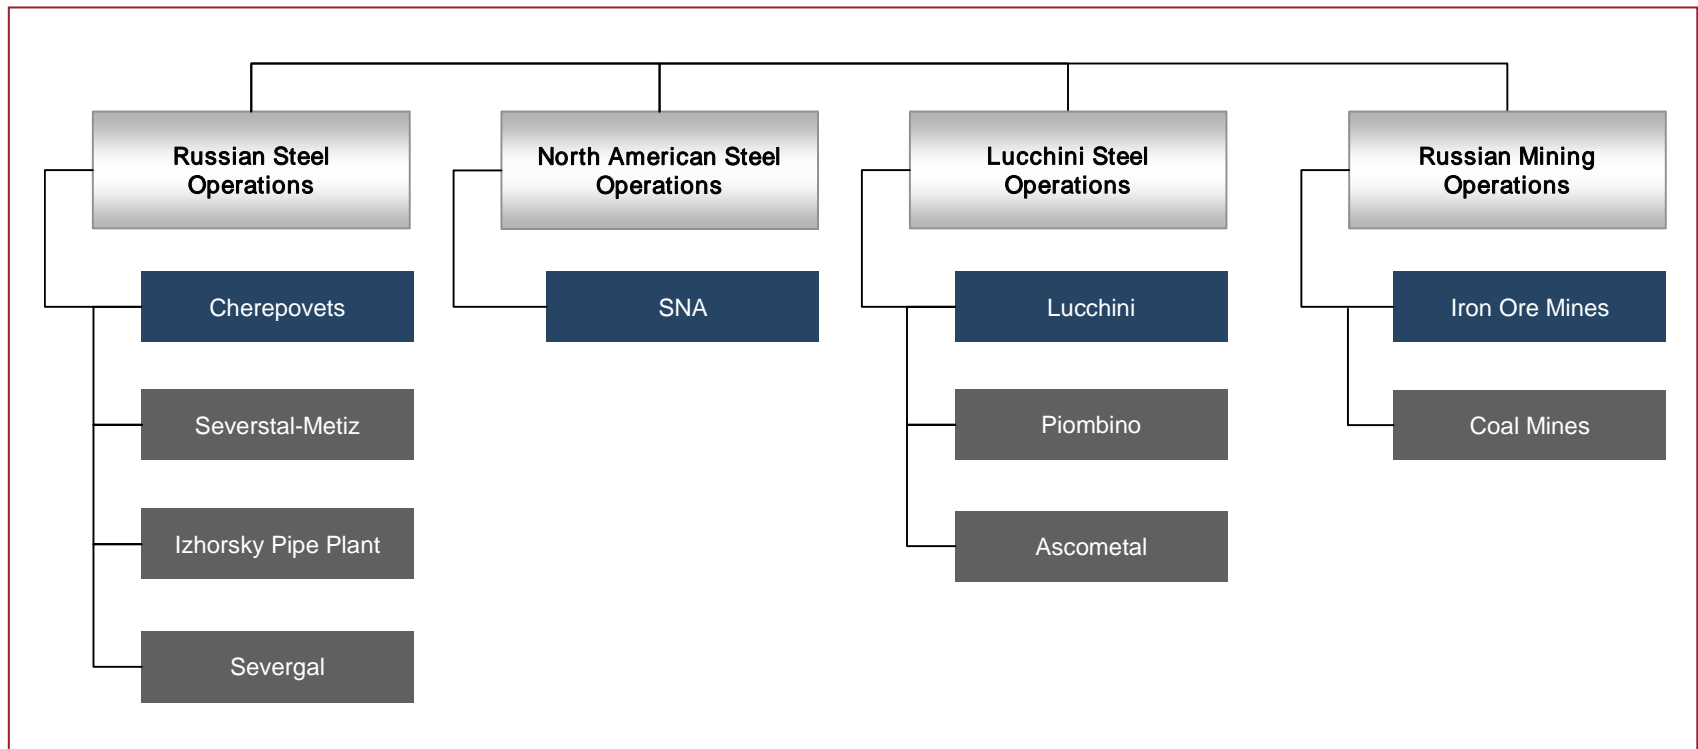 Russian Steel
Operations
North American Steel
Operations
Lucchini Steel
Operations
Russian Mining
Operations
Cherepovets
SNA
Lucchini
Iron Ore Mines
Severstal-Metiz
Piombino
Coal Mines
Izhorsky Pipe Plant
Ascometal
Severgal